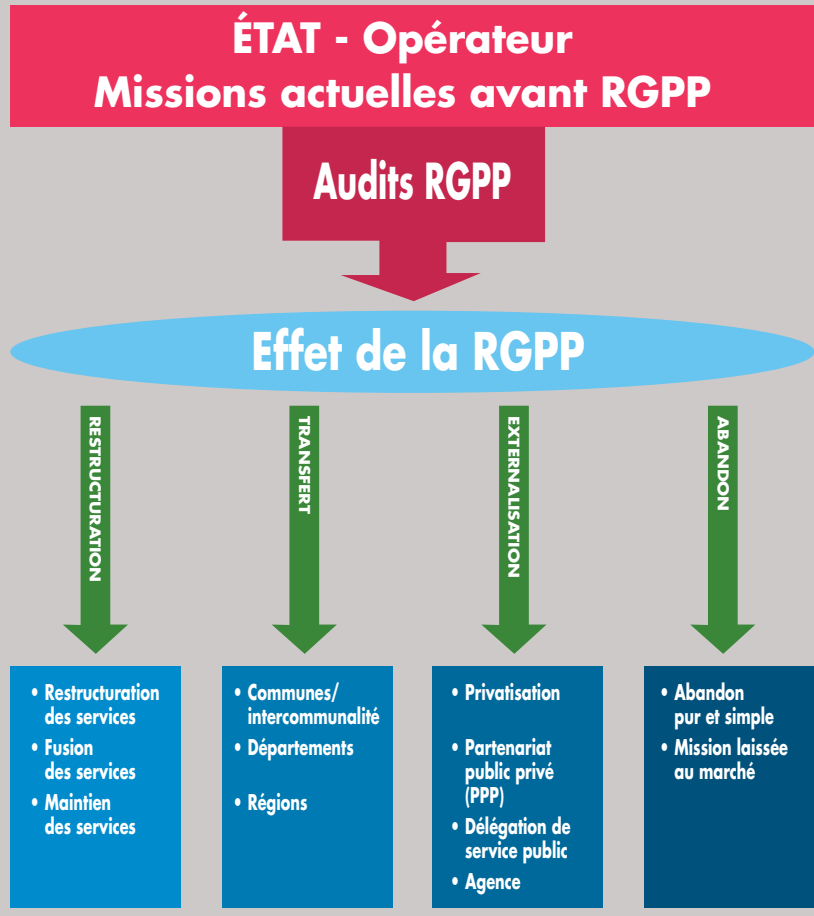 ÉTAT - Opérateur
Missions actuelles avant RGPP
Audits RGPP
Effet de la RGPP
RESTRUCTURATION
TRANSFERT
EXTERNALISATION
ABANDON
• Restructuration
des services
• Fusion
des services
• Maintien
des services
• Communes/
intercommunalité
• Départements
• Régions
• Privatisation
• Partenariat
public privé
(PPP)
• Délégation de
service public
• Agence
• Abandon
pur et simple
• Mission laissée
au marché